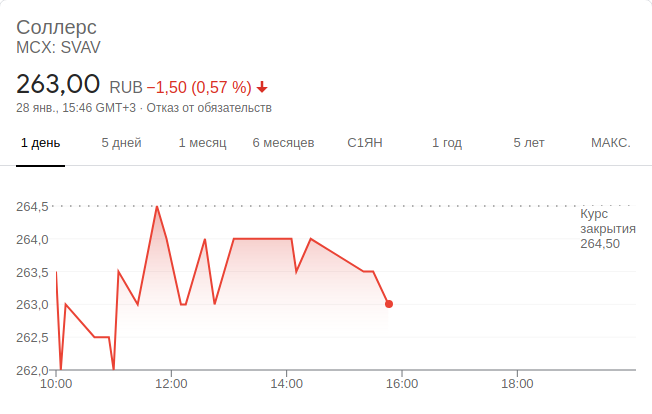 Соллерс
MCX: SVAV
263,00 RUB −1,50 (0,57 %)
28 янв., 15:46 GMT+3 · Отказ от обязательств
1 день 5 дней 1 месяц 6 месяцев С1ЯН 1 год 5 лет МАКС.
264,5
Курс
закрытия
264,50
264,0
263,5
263,0
262,5
262,0
10:00 12:00 14:00 16:00 18:00